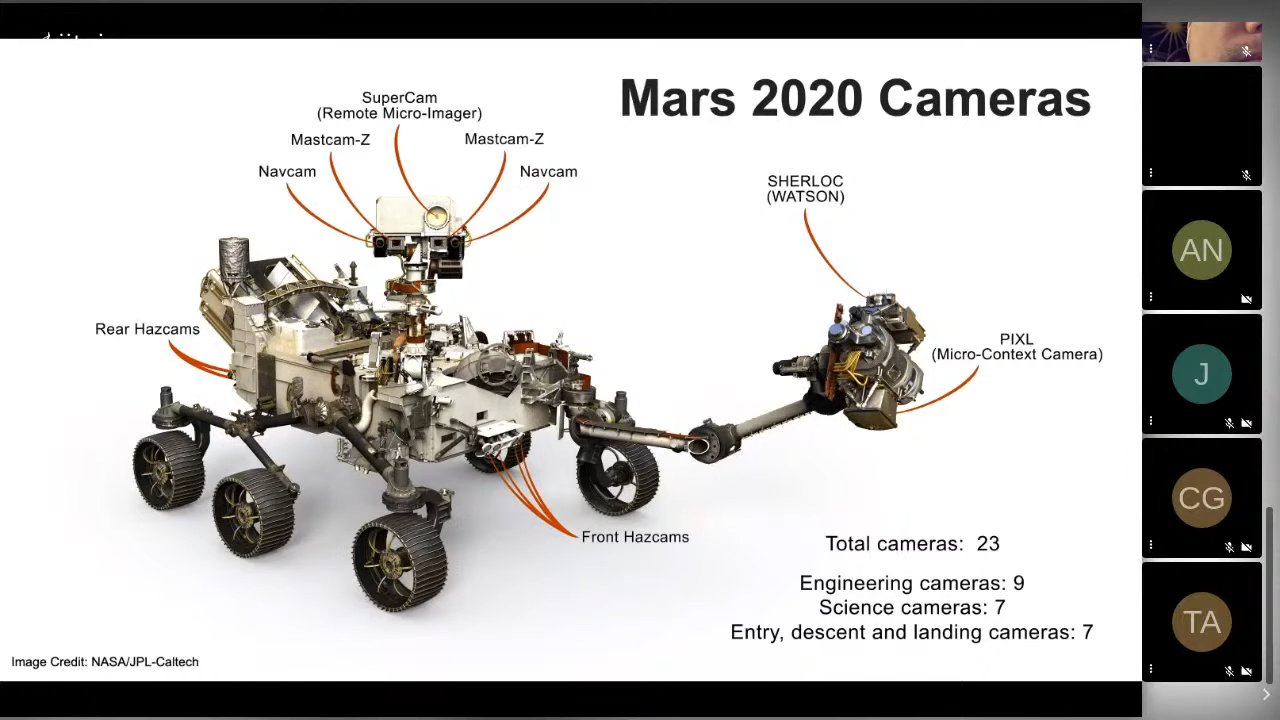 Mars 2020 Cameras
SuperCam
(Remote Micro-Imager)
Mastcam-Z
Mastcam-Z
Navcam
Navcam
SHERLOC
(WATSON)
Rear Hazcams
PIXL
(Micro-Context Camera)
Front Hazcams
Total cameras: 23
Engineering cameras: 9
Science cameras: 7
Entry, descent and landing cameras: 7
Image Credit: NASA/JPL-Caltech
AN
J
CG
TA